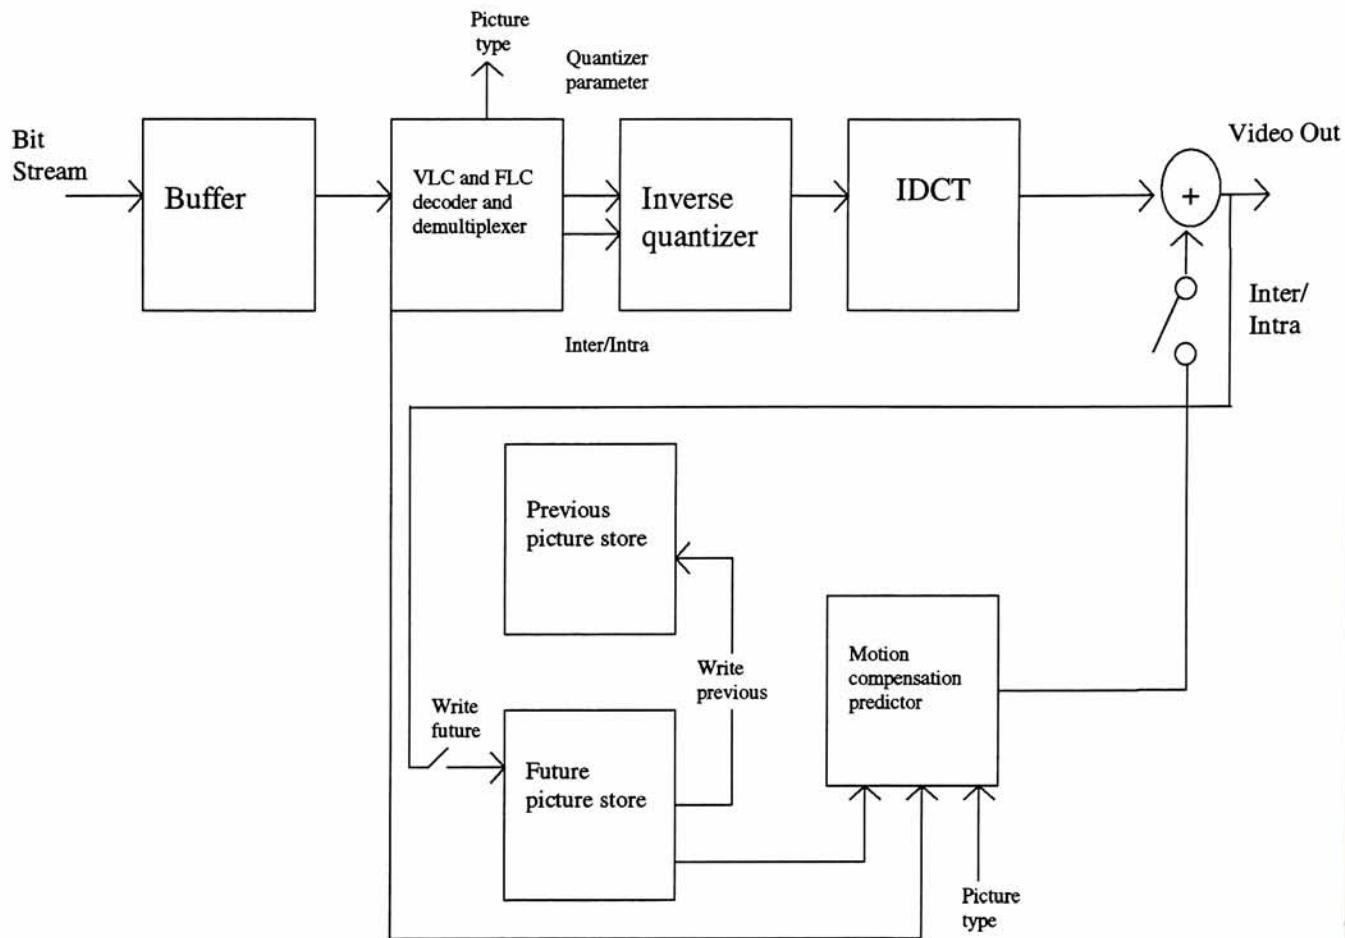 Picture
type
Quantizer
parameter
Bit
Stream
Buffer
VLC and FLC
decoder and
demultiplexer
Inverse
quantizer
IDCT
+
Video Out
Inter/
Intra
Inter/Intra
Previous
picture store
Write
previous
Write
future
Future
picture store
Motion
compensation
predictor
Picture
type